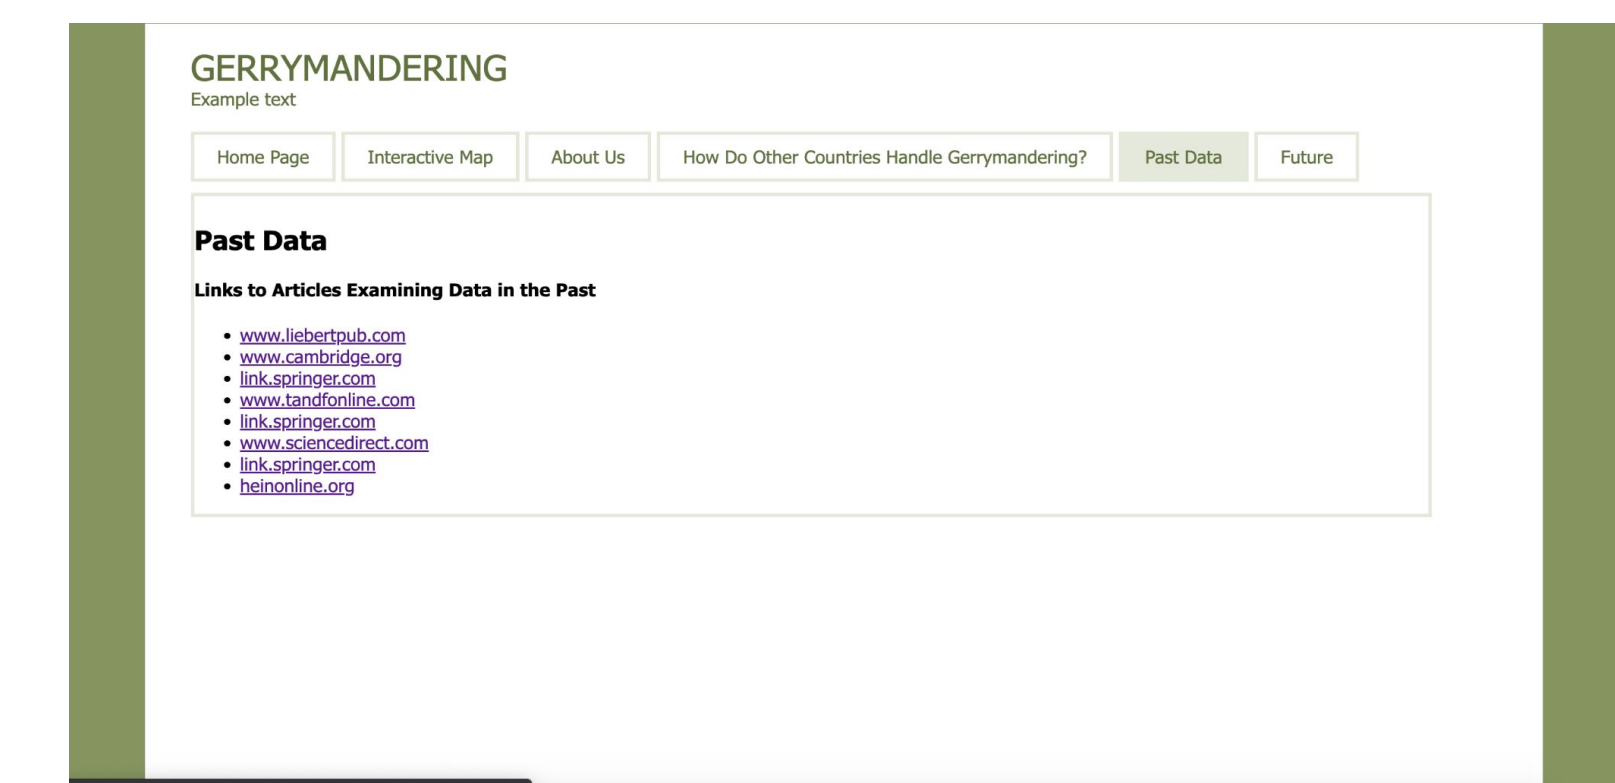 GERRYMANDERING
Example text
Home Page Interactive Map About Us How Do Other Countries Handle Gerrymandering? Past Data Future
Past Data
Links to Articles Examining Data in the Past
www.liebertpub.com
www.cambridge.org
link.springer.com
www.tandfonline.com
link.springer.com
www.sciencedirect.com
link.springer.com
heinonline.org